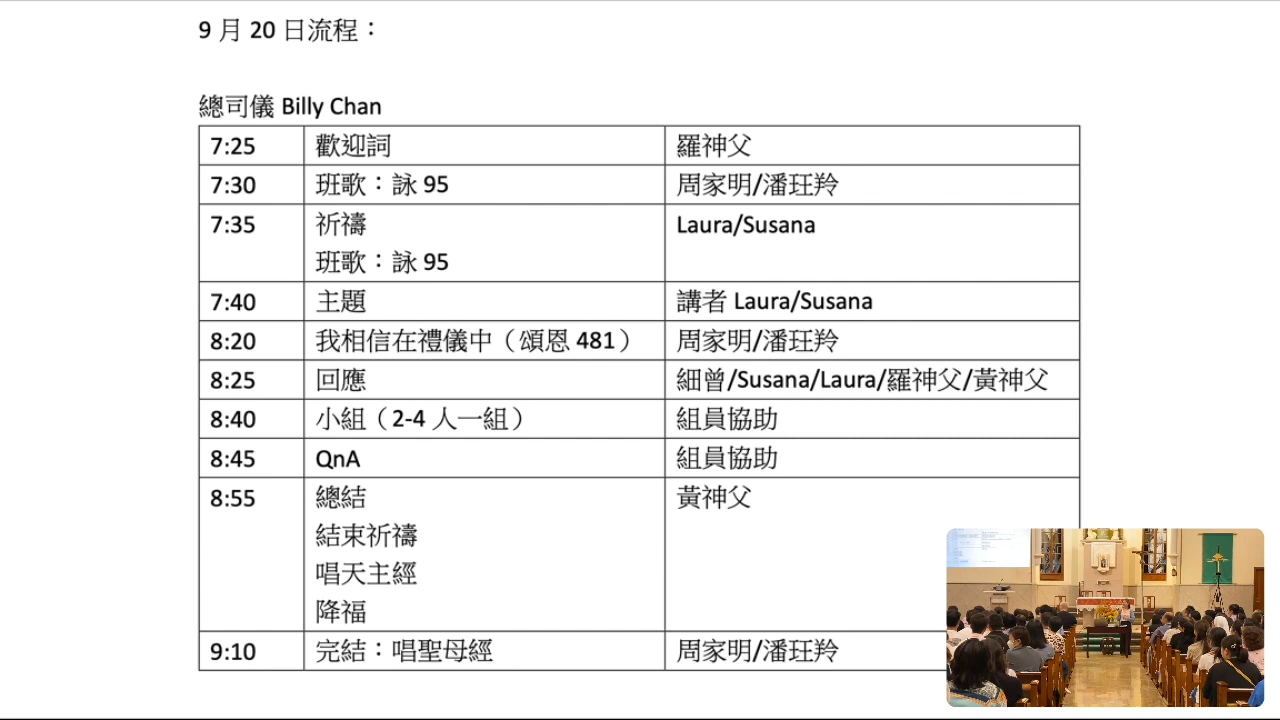 9 月 20 日流程：
總司儀 Billy Chan
7:25 歡迎詞 羅神父
7:30 班歌：詠 95 周家明/潘玨羚
7:35 祈禱 Laura/Susana
班歌：詠 95
7:40 主題 講者 Laura/Susana
8:20 我相信在禮儀中（頌恩 481） 周家明/潘玨羚
8:25 回應 細曾/Susana/Laura/羅神父/黃神父
8:40 小組（2-4 人一組） 組員協助
8:45 QnA 組員協助
8:55 總結 黃神父
結束祈禱
唱天主經
降福
9:10 完結：唱聖母經 周家明/潘玨羚